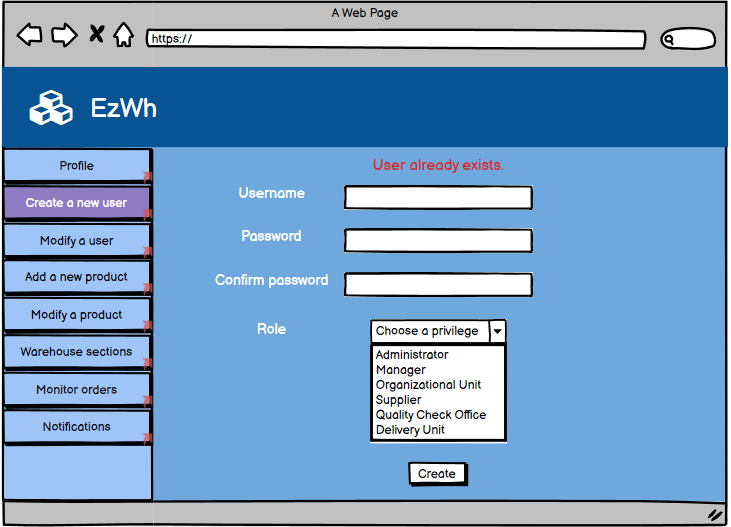 A Web Page
https://
EzWh
Profile
Create a new user
Modify a user
Add a new product
Modify a product
Warehouse sections
Monitor orders
Notifications
User already exists.
Username
Password
Confirm password
Role
Choose a privilege
Administrator
Manager
Organizational Unit
Supplier
Quality Check Office
Delivery Unit
Create